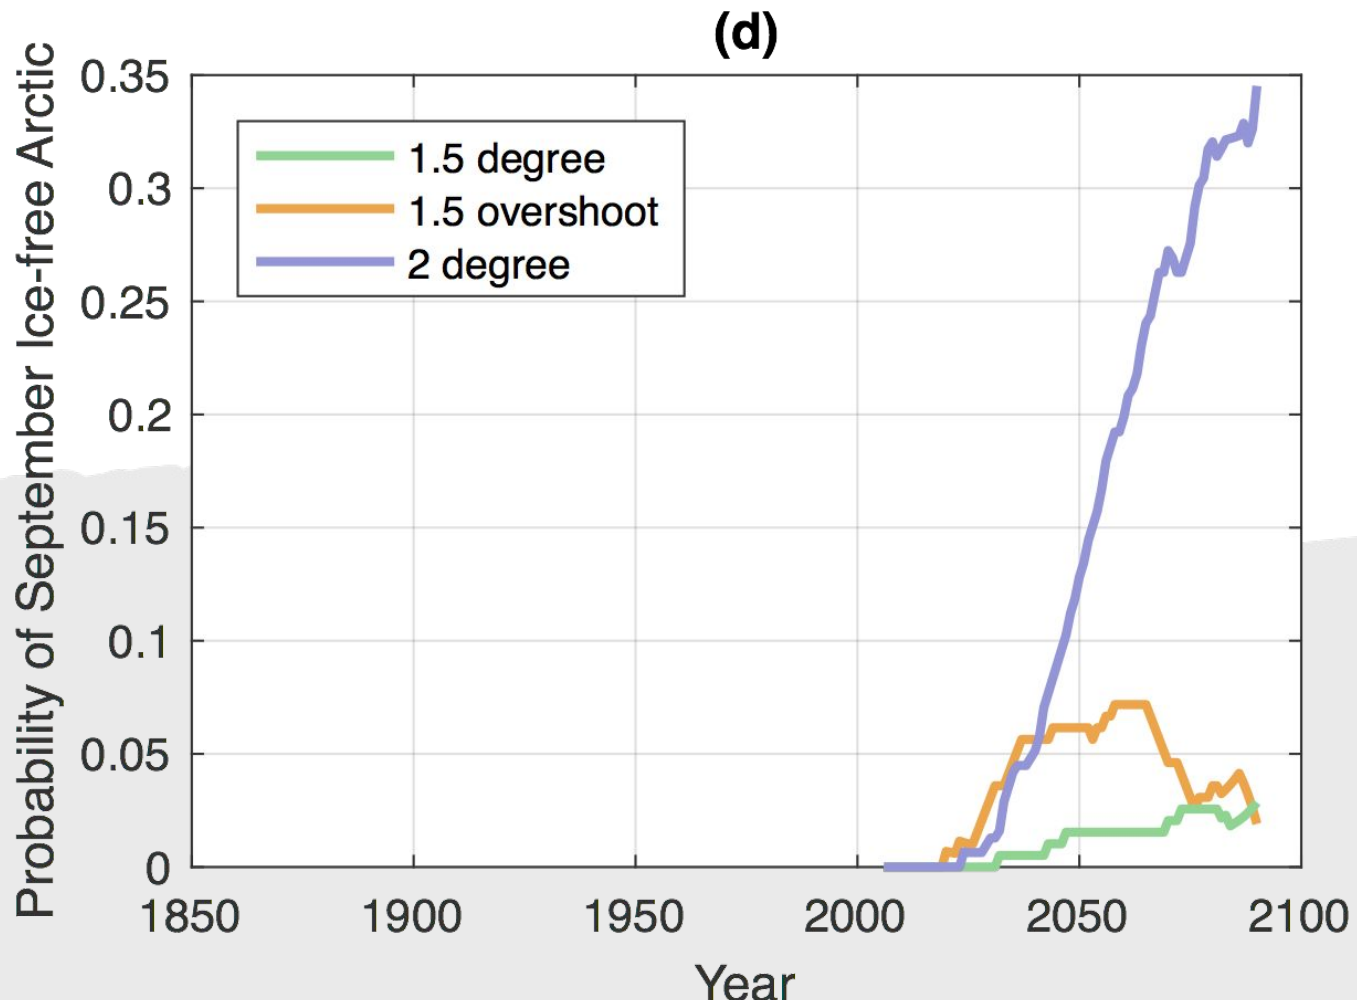 (d)
Probability of September Ice-free Arctic
0.35
0.3
0.25
0.2
0.15
0.1
0.05
0
1.5 degree
1.5 overshoot
2 degree
1850 1900 1950 2000 2050 2100
Year